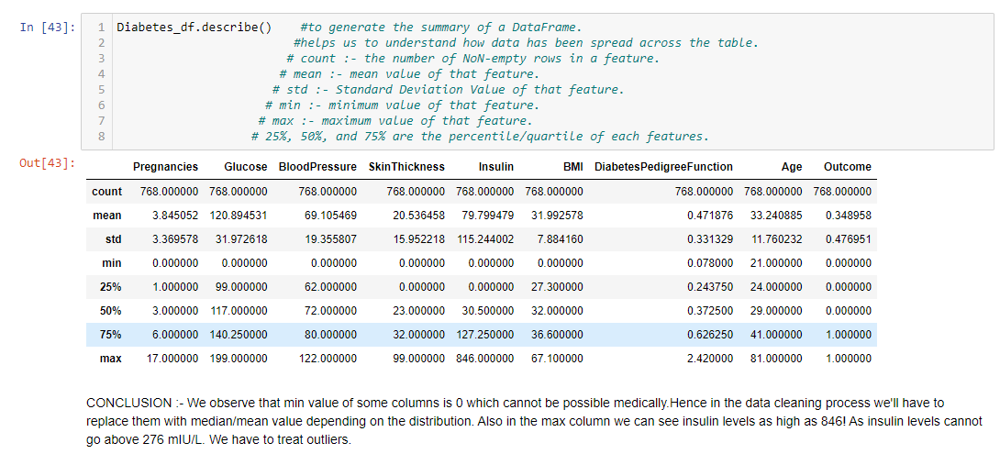 In [43]:
1 Diabetes_df.describe() #to generate the summary of a DataFrame.
2 #helps us to understand how data has been spread across the table.
3 # count :- the number of NoN-empty rows in a feature.
4 # mean :- mean value of that feature.
5 # std :- Standard Deviation Value of that feature.
6 # min :- minimum value of that feature.
7 # max :- maximum value of that feature.
8 # 25%, 50%, and 75% are the percentile/quartile of each features.
Out[43]:
Pregnancies Glucose BloodPressure SkinThickness Insulin BMI DiabetesPedigreeFunction Age Outcome
count 768.000000 768.000000 768.000000 768.000000 768.000000 768.000000 768.000000 768.000000 768.000000
mean 3.845052 120.894531 69.105469 20.536458 79.799479 31.992578 0.471876 33.240885 0.348958
std 3.369578 31.972618 19.355807 15.952218 115.244002 7.884160 0.331329 11.760232 0.476951
min 0.000000 0.000000 0.000000 0.000000 0.000000 0.000000 0.078000 21.000000 0.000000
25% 1.000000 99.000000 62.000000 0.000000 0.000000 27.300000 0.243750 24.000000 0.000000
50% 3.000000 117.000000 72.000000 23.000000 30.500000 32.000000 0.372500 29.000000 0.000000
75% 6.000000 140.250000 80.000000 32.000000 127.250000 36.600000 0.626250 41.000000 1.000000
max 17.000000 199.000000 122.000000 99.000000 846.000000 67.100000 2.420000 81.000000 1.000000
CONCLUSION :- We observe that min value of some columns is 0 which cannot be possible medically.Hence in the data cleaning process we'll have to
replace them with median/mean value depending on the distribution. Also in the max column we can see insulin levels as high as 846! As insulin levels cannot
go above 276 mIU/L. We have to treat outliers.